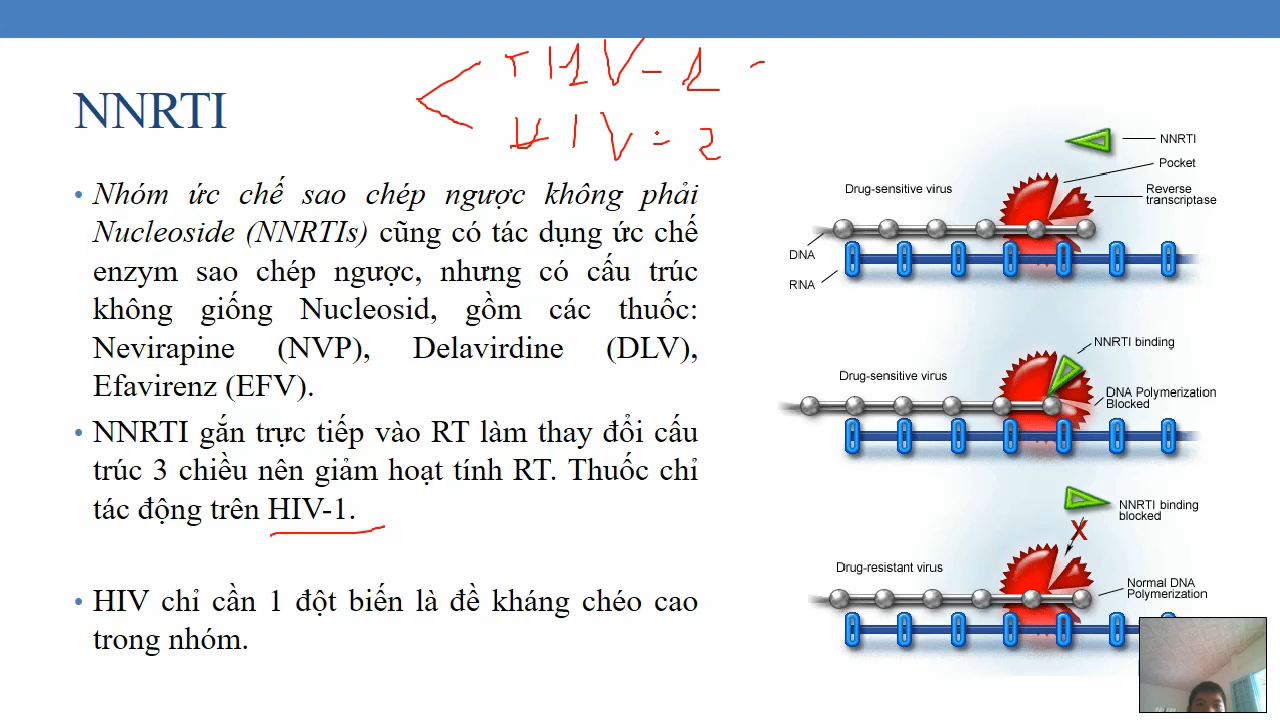 HIV-1
HIV-2
NNRTI
Nhóm ức chế sao chép ngược không phải
Nucleoside (NNRTIs) cũng có tác dụng ức chế
enzym sao chép ngược, nhưng có cấu trúc
không giống Nucleosid, gồm các thuốc:
Nevirapine (NVP), Delavirdine (DLV),
Efavirenz (EFV).
NNRTI gắn trực tiếp vào RT làm thay đổi cấu
trúc 3 chiều nên giảm hoạt tính RT. Thuốc chỉ
tác động trên HIV-1.
HIV chỉ cần 1 đột biến là đề kháng chéo cao
trong nhóm.
NNRTI
Pocket
Drug-sensitive virus
Reverse
transcriptase
DNA
RNA
NNRTI binding
Drug-sensitive virus
DNA Polymerization
Blocked
NNRTI binding
blocked
X
Drug-resistant virus
Normal DNA
Polymerization